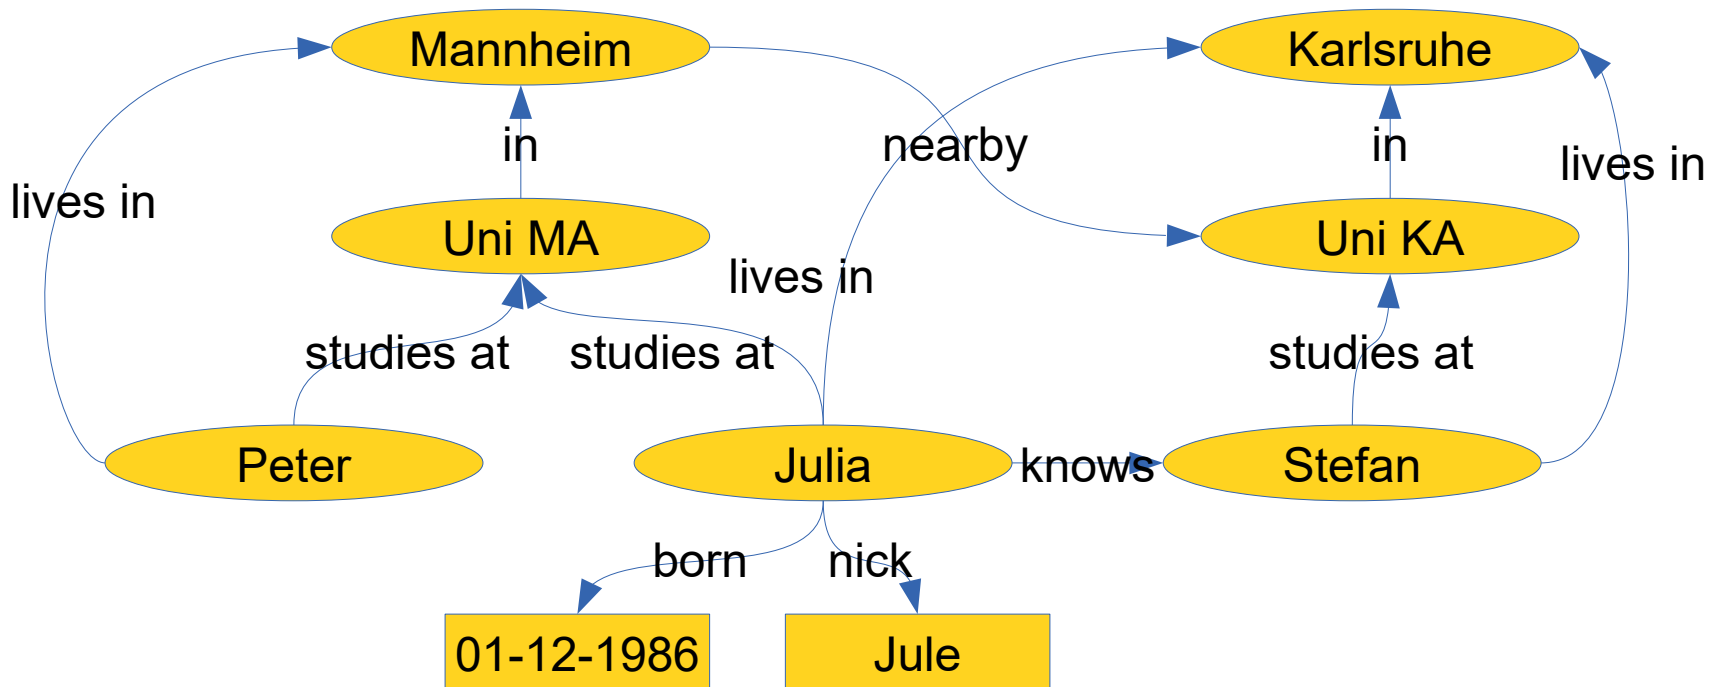 Mannheim
Karlsruhe
in
nearby
in
lives in
lives in
Uni MA
Uni KA
lives in
studies at
studies at
studies at
Peter
Julia
knows
Stefan
born
nick
01-12-1986
Jule